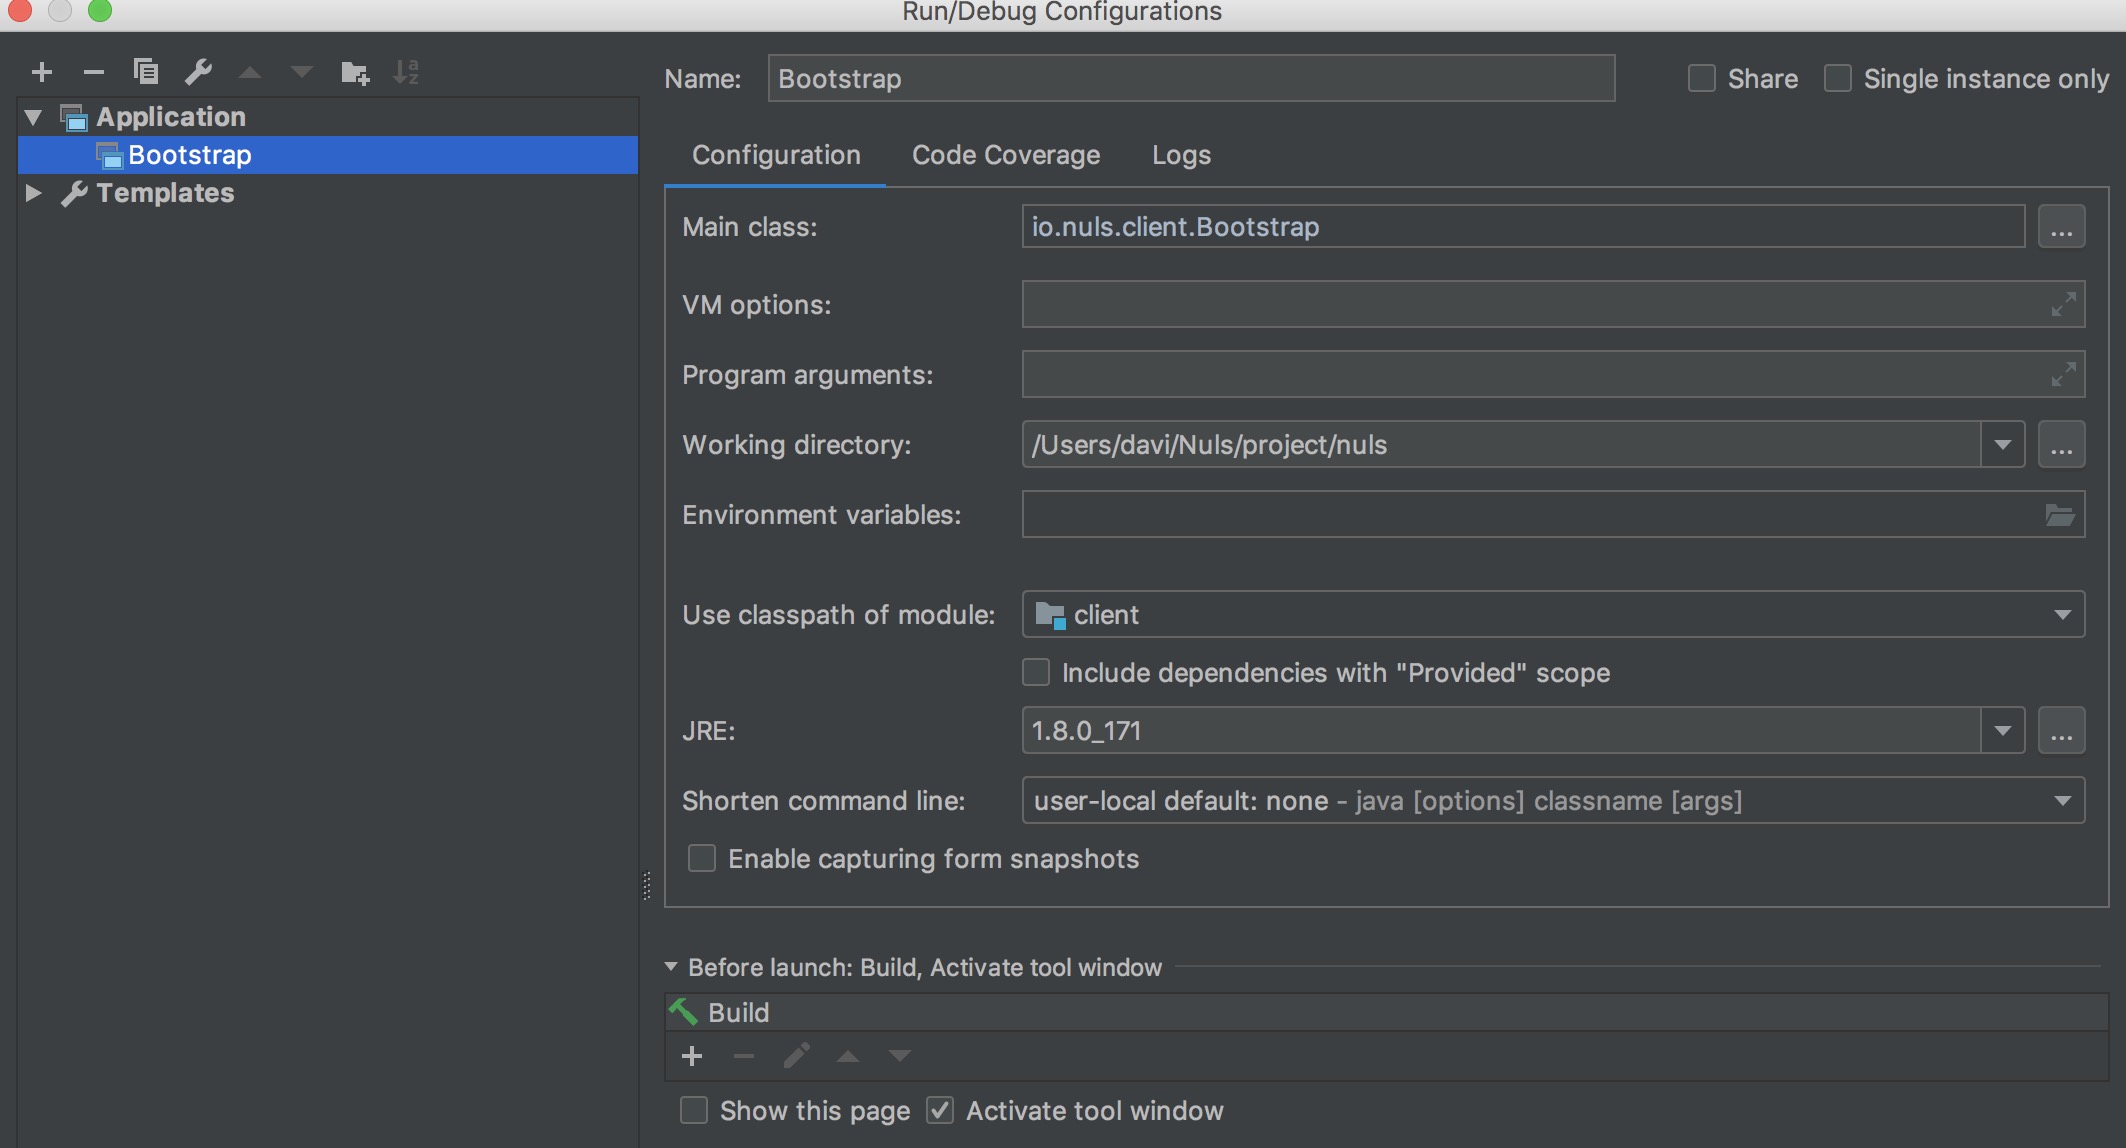 Run/Debug Configurations
Application
Bootstrap
Templates
Name: Bootstrap Share Single instance only
Configuration Code Coverage Logs
Main class: io.nuls.client.Bootstrap ...
VM options:
Program arguments:
Working directory: /Users/davi/Nuls/project/nuls ...
Environment variables:
Use classpath of module: client
Include dependencies with "Provided" scope
JRE: 1.8.0_171 ...
Shorten command line: user-local default: none - java [options] classname [args]
Enable capturing form snapshots
Before launch: Build, Activate tool window
Build
Show this page Activate tool window